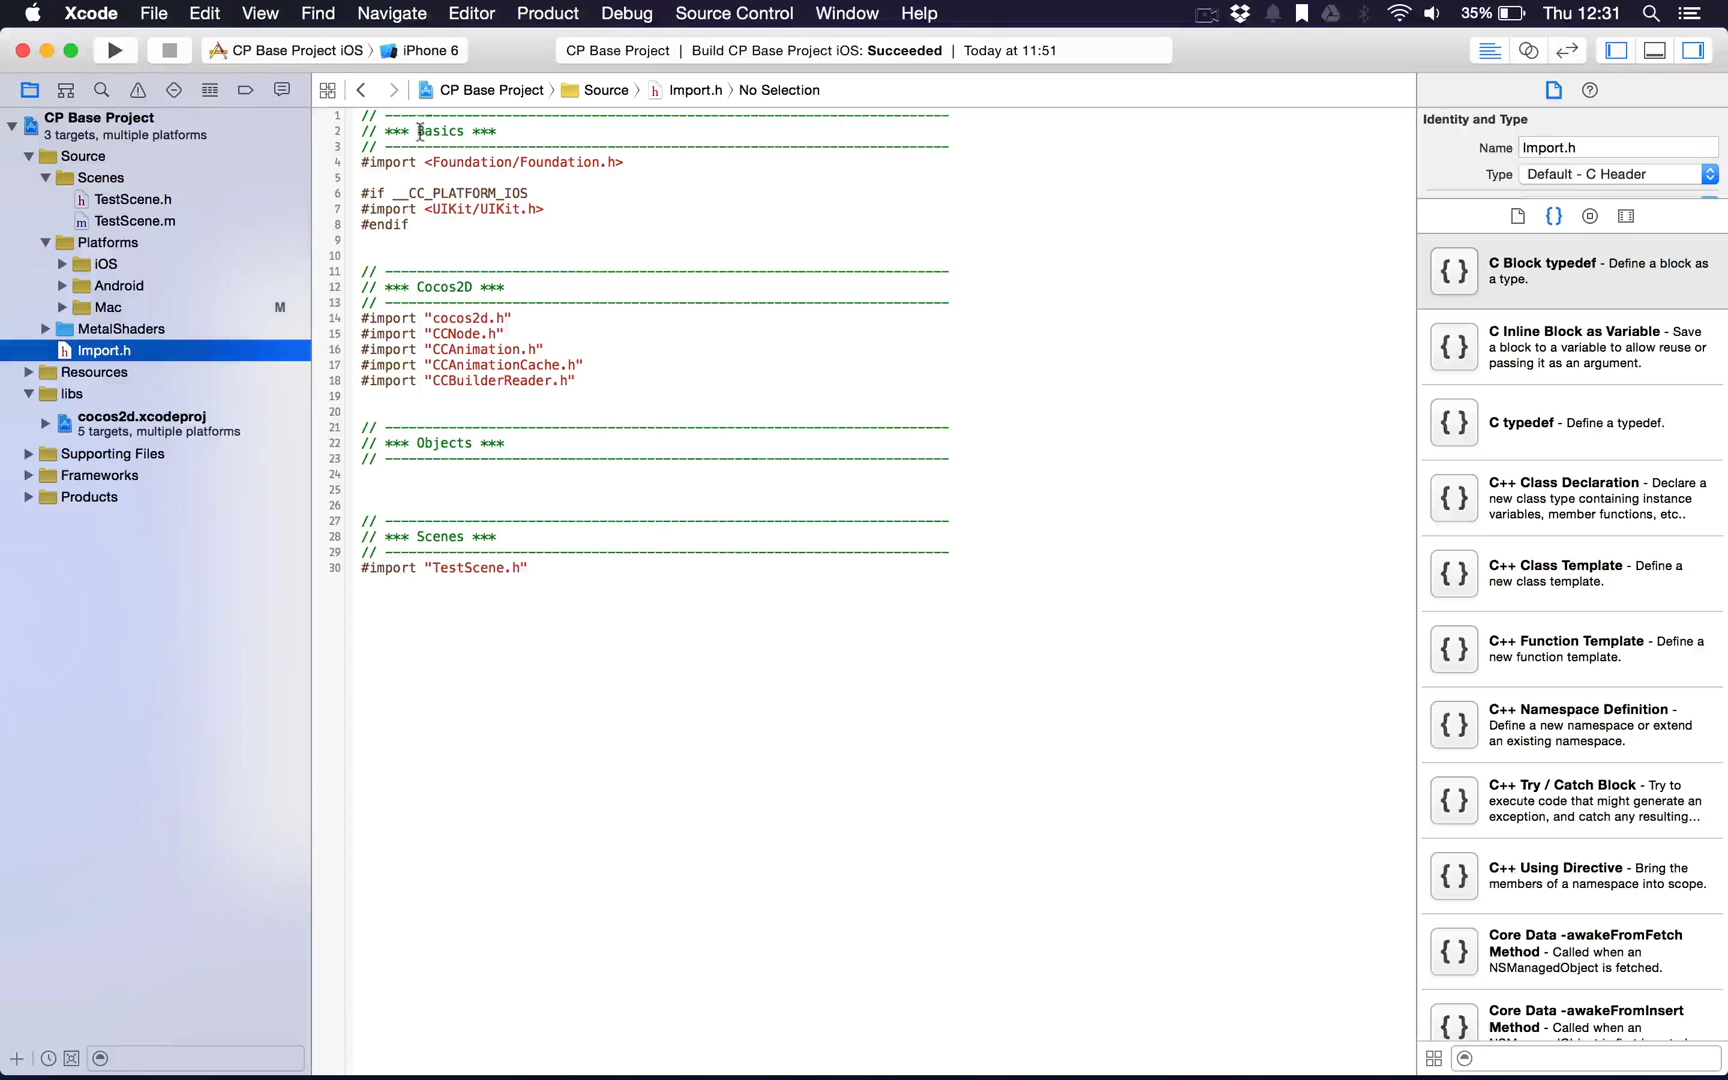 Xcode File Edit View Find Navigate Editor Product Debug Source Control Window Help 35% Thu 12:31
CP Base Project iOS 〉 iPhone 6
CP Base Project | Build CP Base Project iOS: Succeeded | Today at 11:51
CP Base Project
3 targets, multiple platforms
Source
Scenes
h TestScene.h
m TestScene.m
Platforms
iOS
Android
Mac M
MetalShaders
h Import.h
Resources
libs
cocos2d.xcodeproj
5 targets, multiple platforms
Supporting Files
Frameworks
Products
CP Base Project 〉 Source 〉 h Import.h 〉 No Selection
1 // ------------------------------------------------------------------------
2 // *** Basics ***
3 // ------------------------------------------------------------------------
4 #import <Foundation/Foundation.h>
5
6 #if __CC_PLATFORM_IOS
7 #import <UIKit/UIKit.h>
8 #endif
9
10
11 // ------------------------------------------------------------------------
12 // *** Cocos2D ***
13 // ------------------------------------------------------------------------
14 #import "cocos2d.h"
15 #import "CCNode.h"
16 #import "CCAnimation.h"
17 #import "CCAnimationCache.h"
18 #import "CCBuilderReader.h"
19
20
21 // ------------------------------------------------------------------------
22 // *** Objects ***
23 // ------------------------------------------------------------------------
24
25
26
27 // ------------------------------------------------------------------------
28 // *** Scenes ***
29 // ------------------------------------------------------------------------
30 #import "TestScene.h"
Identity and Type
Name Import.h
Type Default - C Header
{ } C Block typedef - Define a block as
a type.
{ } C Inline Block as Variable - Save
a block to a variable to allow reuse or
passing it as an argument.
{ } C typedef - Define a typedef.
{ } C++ Class Declaration - Declare a
new class type containing instance
variables, member functions, etc..
{ } C++ Class Template - Define a
new class template.
{ } C++ Function Template - Define a
new function template.
{ } C++ Namespace Definition -
Define a new namespace or extend
an existing namespace.
{ } C++ Try / Catch Block - Try to
execute code that might generate an
exception, and catch any resulting...
{ } C++ Using Directive - Bring the
members of a namespace into scope.
{ } Core Data -awakeFromFetch
Method - Called when an
NSManagedObject is fetched.
{ } Core Data -awakeFromInsert
Method - Called when an